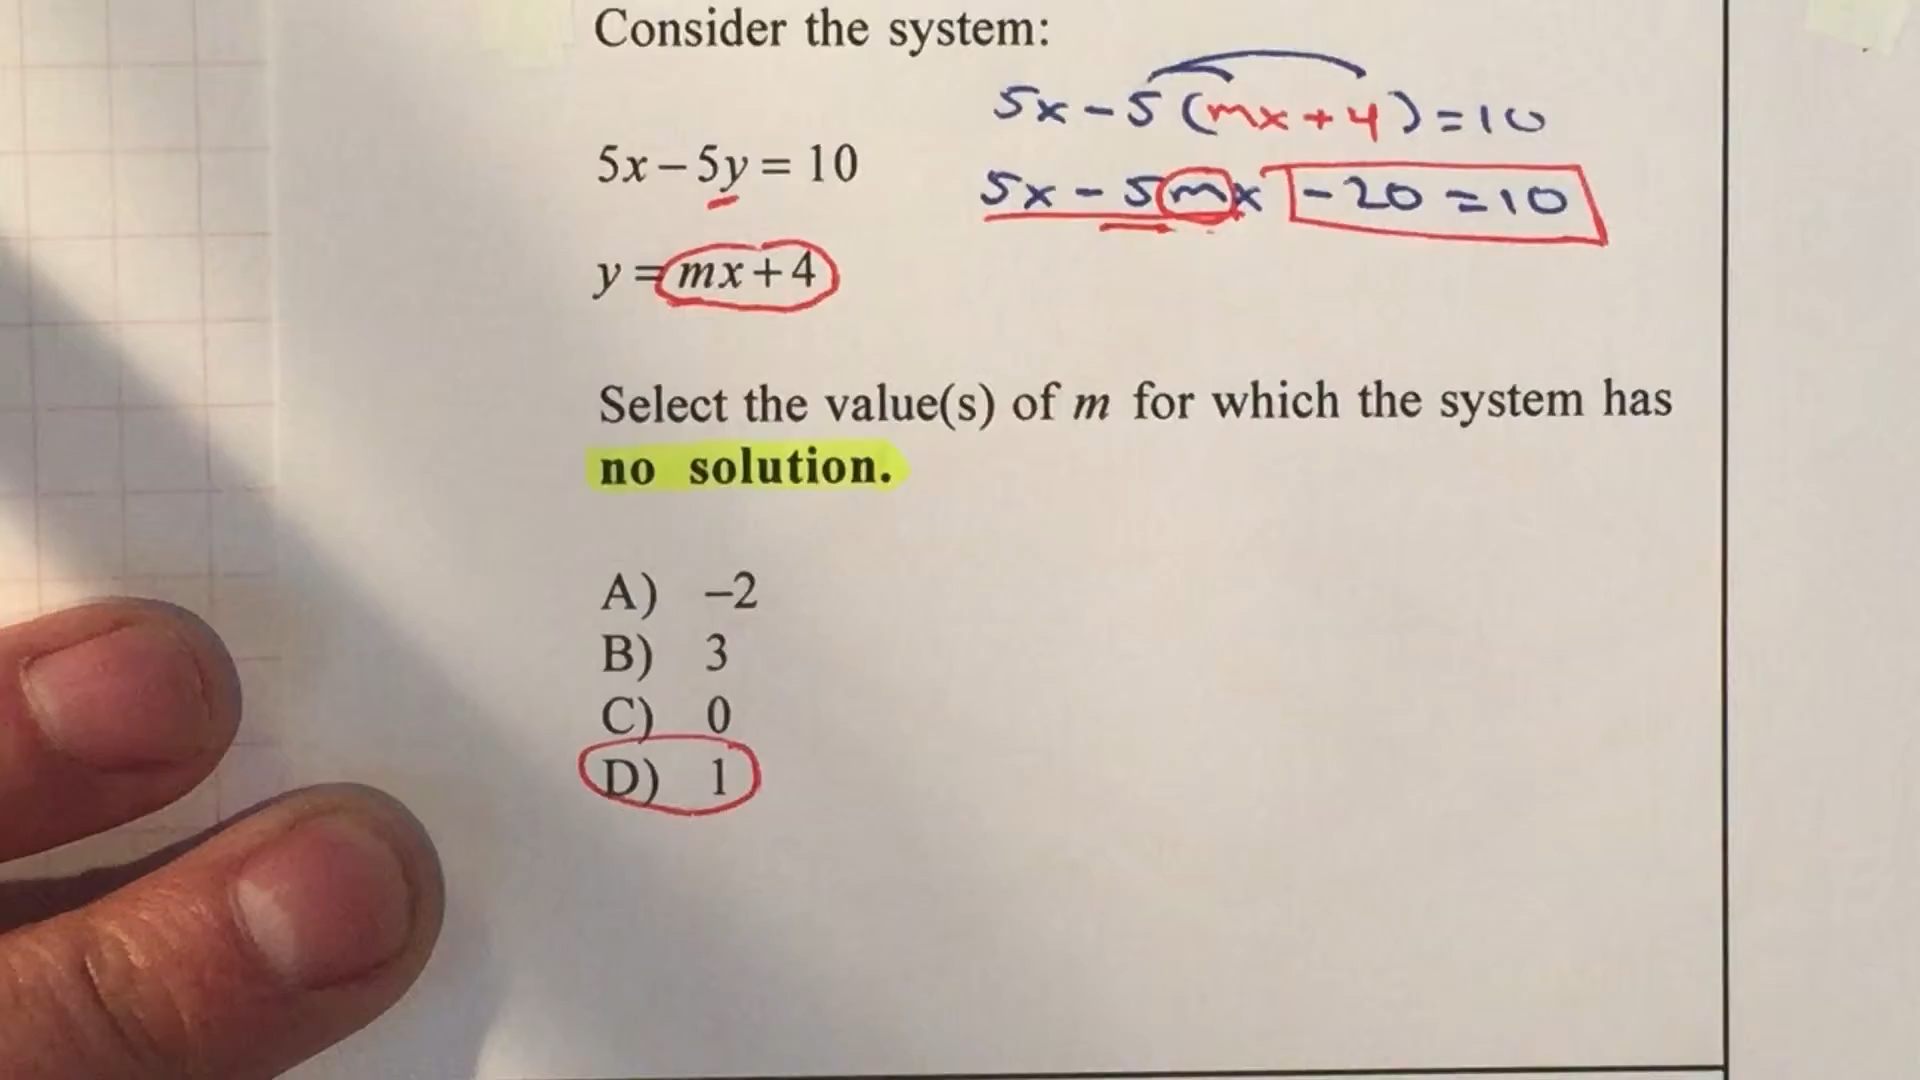 Consider the system:
5x - 5(mx+4) = 10
5x - 5y = 10
5x - 5mx - 20 = 10
y = mx + 4
Select the value(s) of m for which the system has
no solution.
A) -2
B) 3
C) 0
D) 1